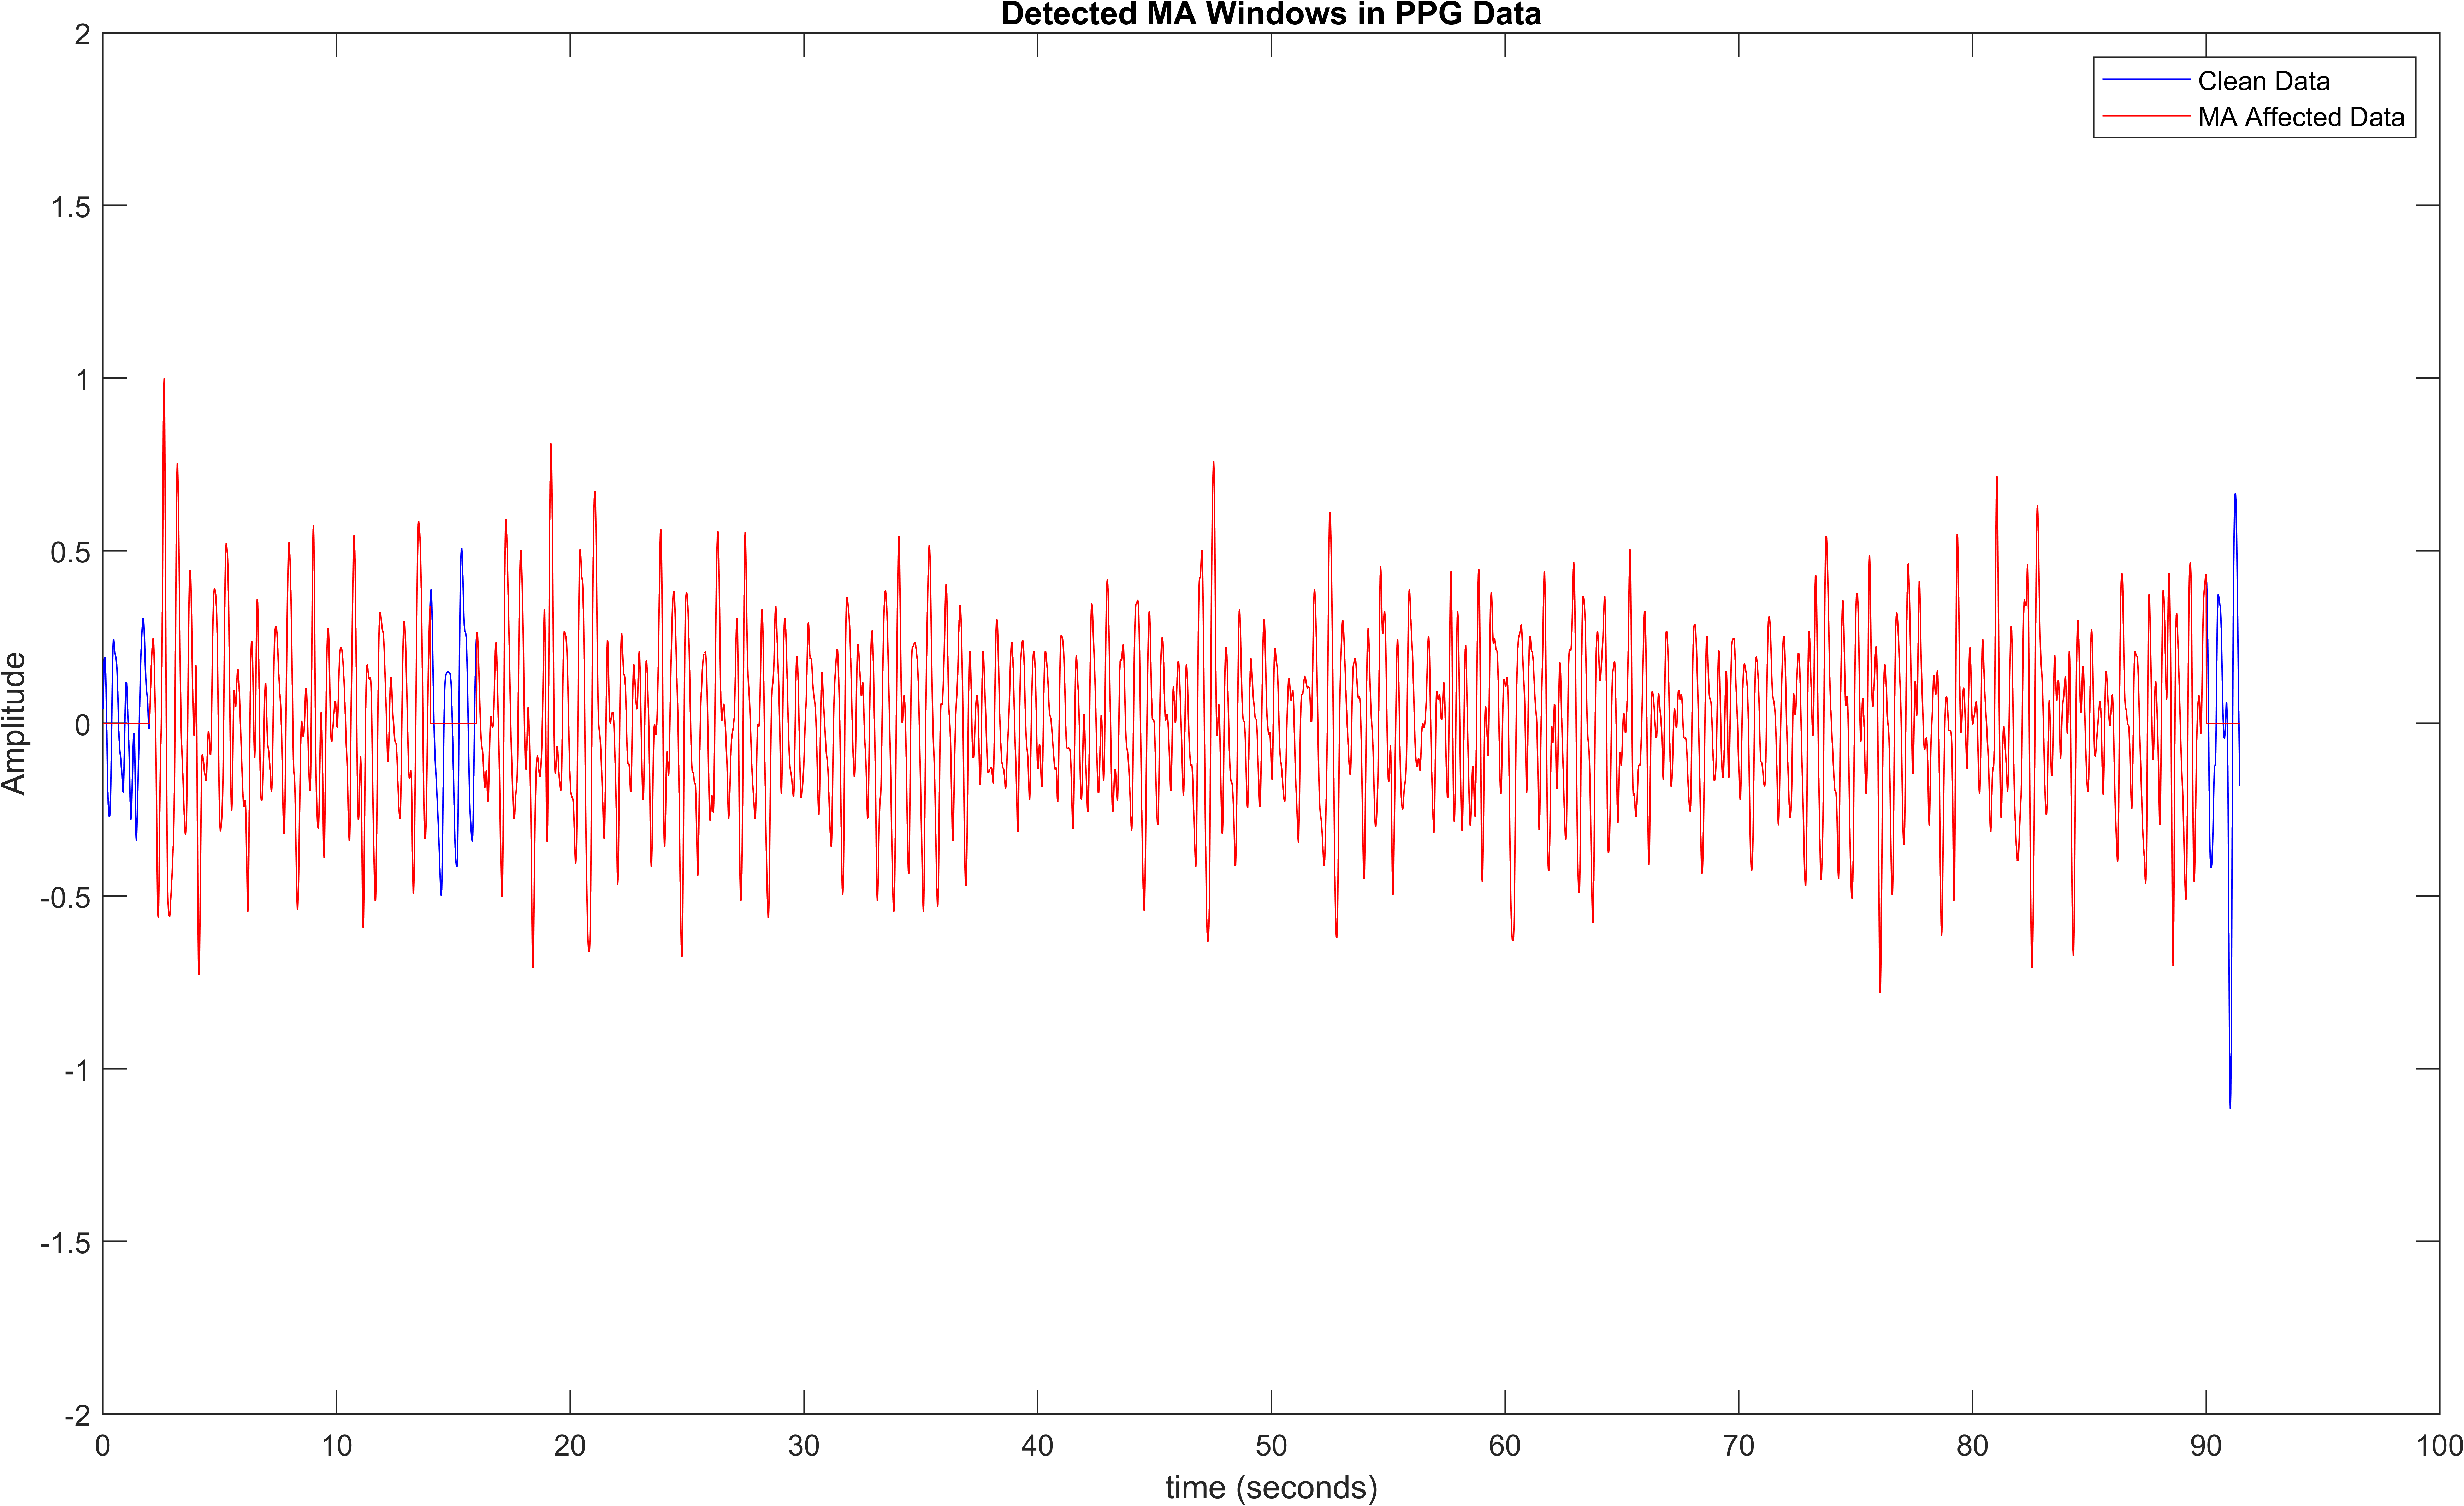 Detected MA Windows in PPG Data
Clean Data
MA Affected Data
Amplitude
2
1.5
1
0.5
0
-0.5
-1
-1.5
-2
0 10 20 30 40 50 60 70 80 90 100
time (seconds)